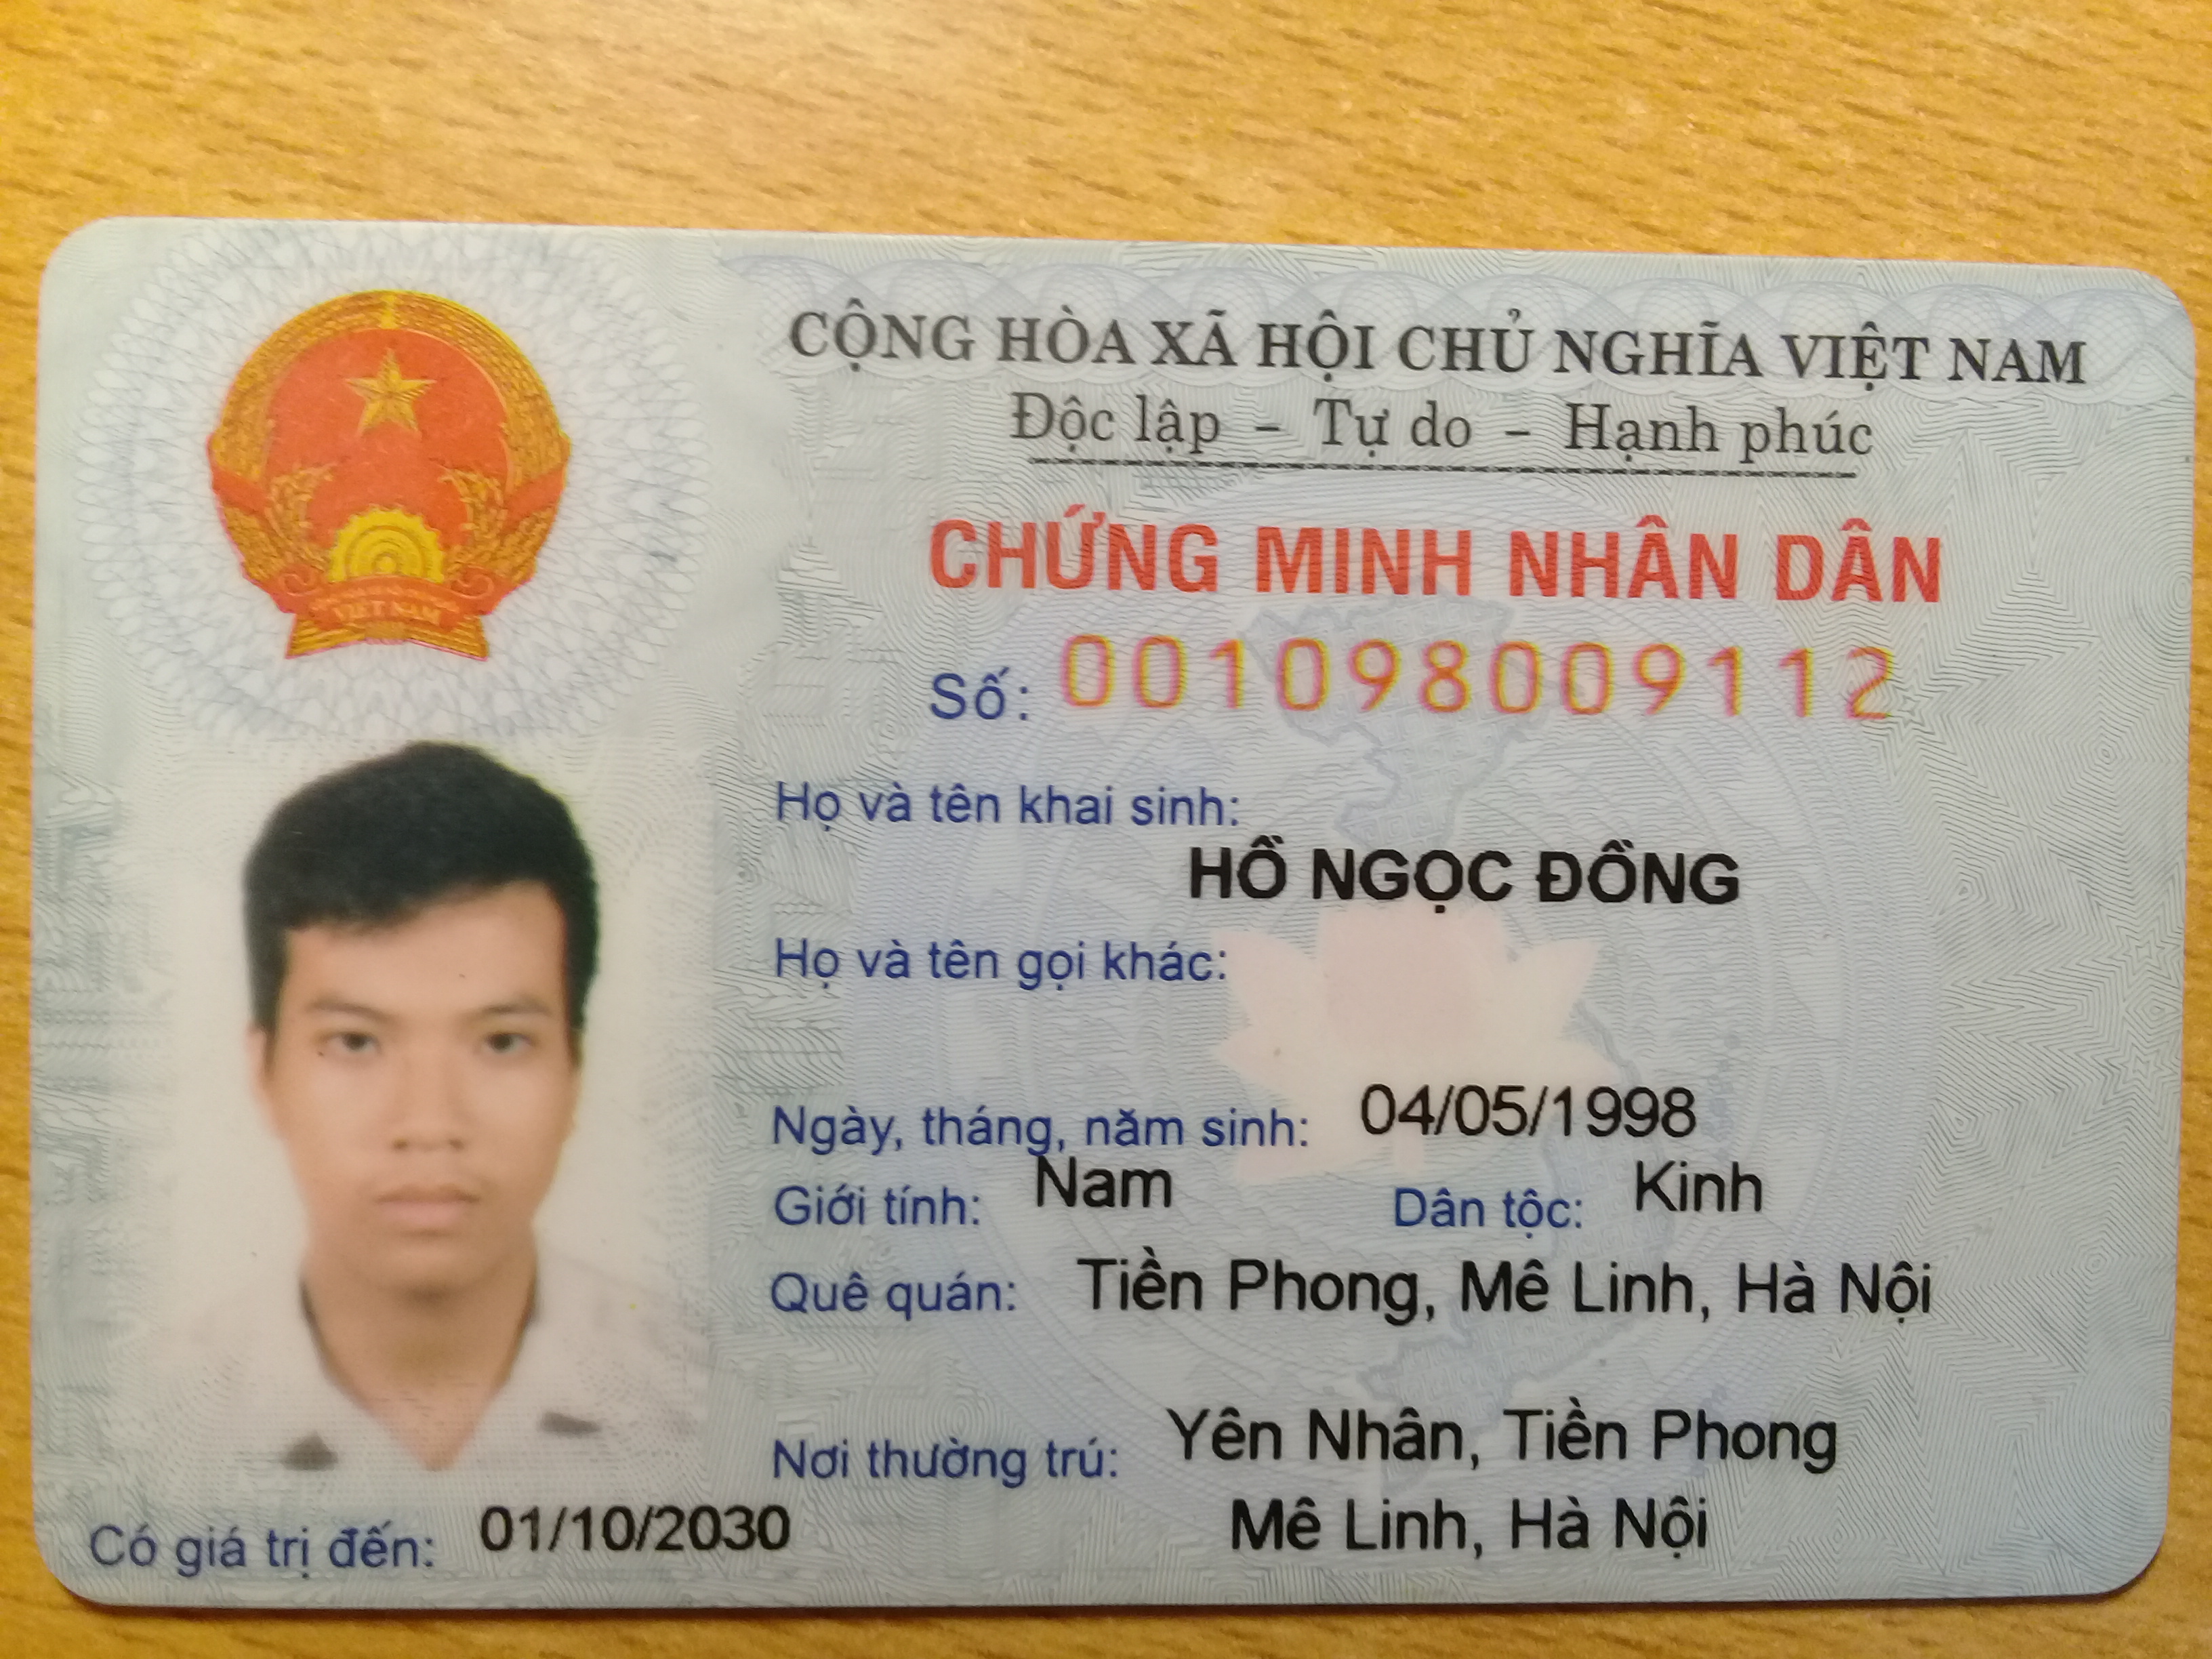 CỘNG HÒA XÃ HỘI CHỦ NGHĨA VIỆT NAM
Độc lập - Tự do - Hạnh phúc
CHỨNG MINH NHÂN DÂN
Số: 001098009112
Họ và tên khai sinh:
HỒ NGỌC ĐỒNG
Họ và tên gọi khác:
Ngày, tháng, năm sinh: 04/05/1998
Giới tính: Nam Dân tộc: Kinh
Quê quán: Tiền Phong, Mê Linh, Hà Nội
Nơi thường trú: Yên Nhân, Tiền Phong
Mê Linh, Hà Nội
Có giá trị đến: 01/10/2030
VIỆT NAM